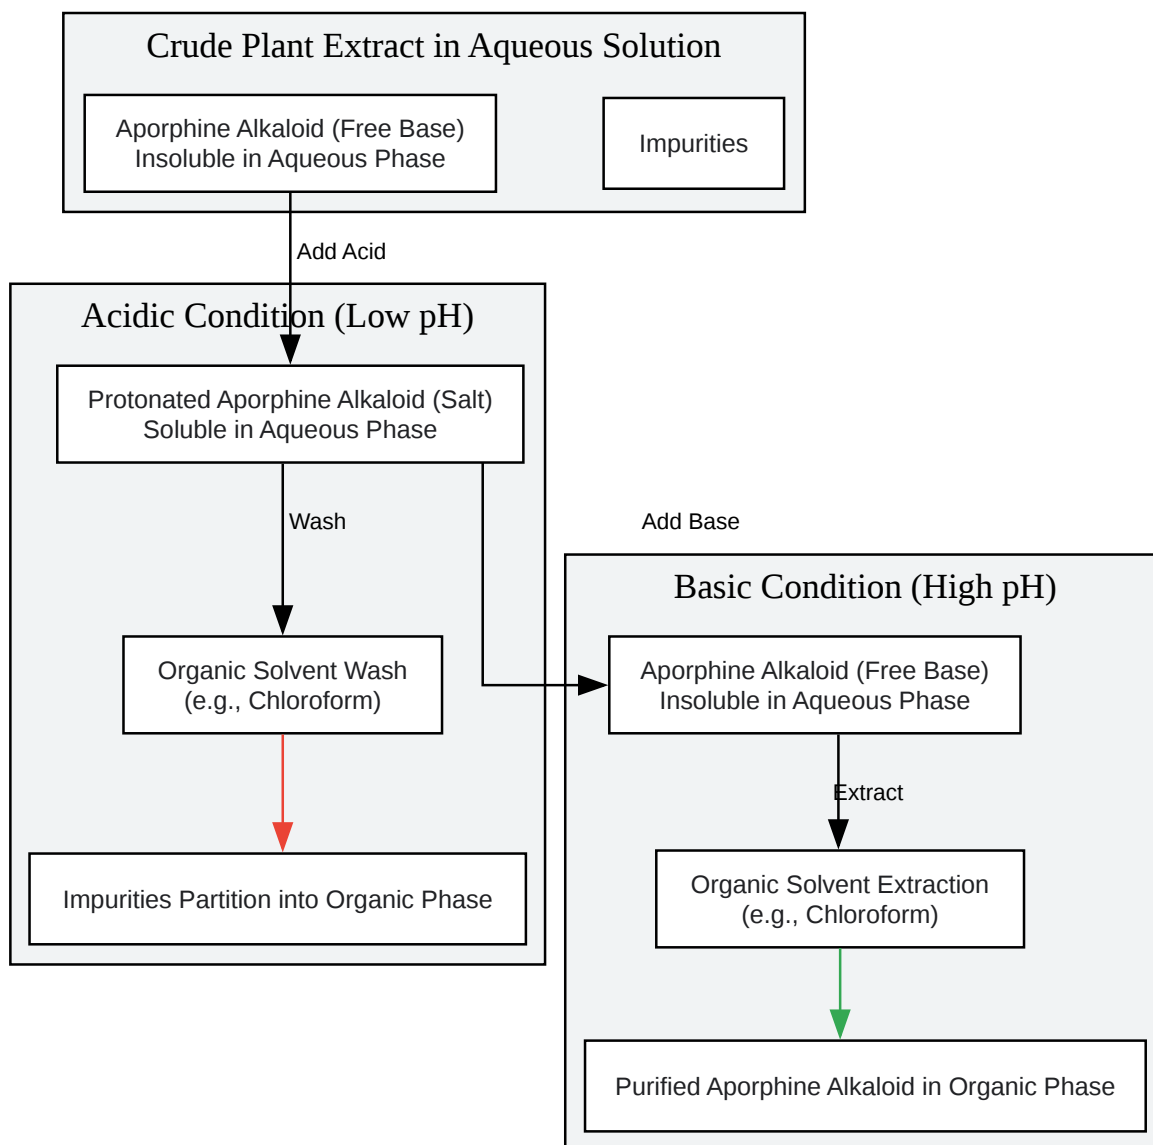 Crude Plant Extract in Aqueous Solution
Aporphine Alkaloid (Free Base)
Insoluble in Aqueous Phase
Impurities
Add Acid
Acidic Condition (Low pH)
Protonated Aporphine Alkaloid (Salt)
Soluble in Aqueous Phase
Wash
Add Base
Organic Solvent Wash
(e.g., Chloroform)
Impurities Partition into Organic Phase
Basic Condition (High pH)
Aporphine Alkaloid (Free Base)
Insoluble in Aqueous Phase
Extract
Organic Solvent Extraction
(e.g., Chloroform)
Purified Aporphine Alkaloid in Organic Phase